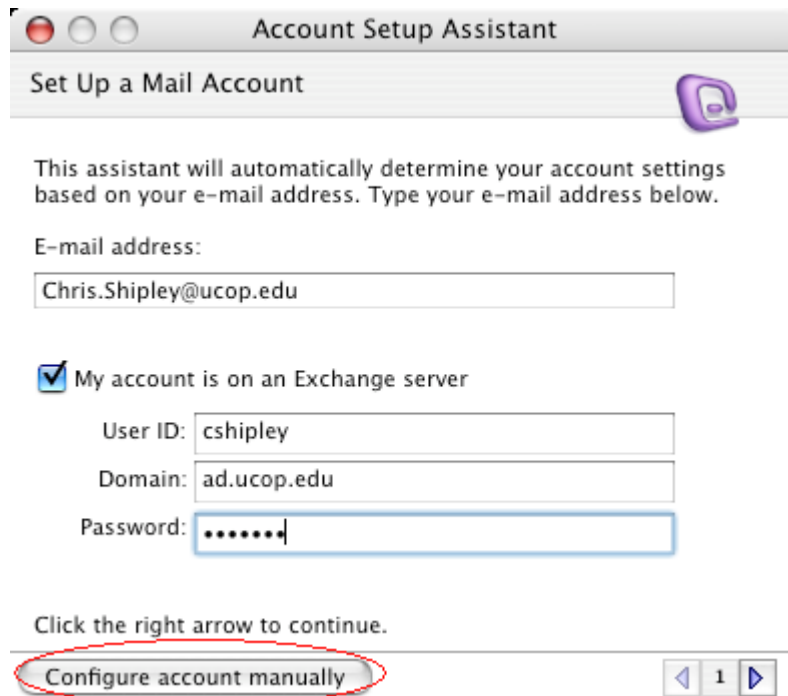 Account Setup Assistant
Set Up a Mail Account
This assistant will automatically determine your account settings
based on your e-mail address. Type your e-mail address below.
E-mail address:
Chris.Shipley@ucop.edu
My account is on an Exchange server
User ID: cshipley
Domain: ad.ucop.edu
Password: •••••••
Click the right arrow to continue.
Configure account manually 1